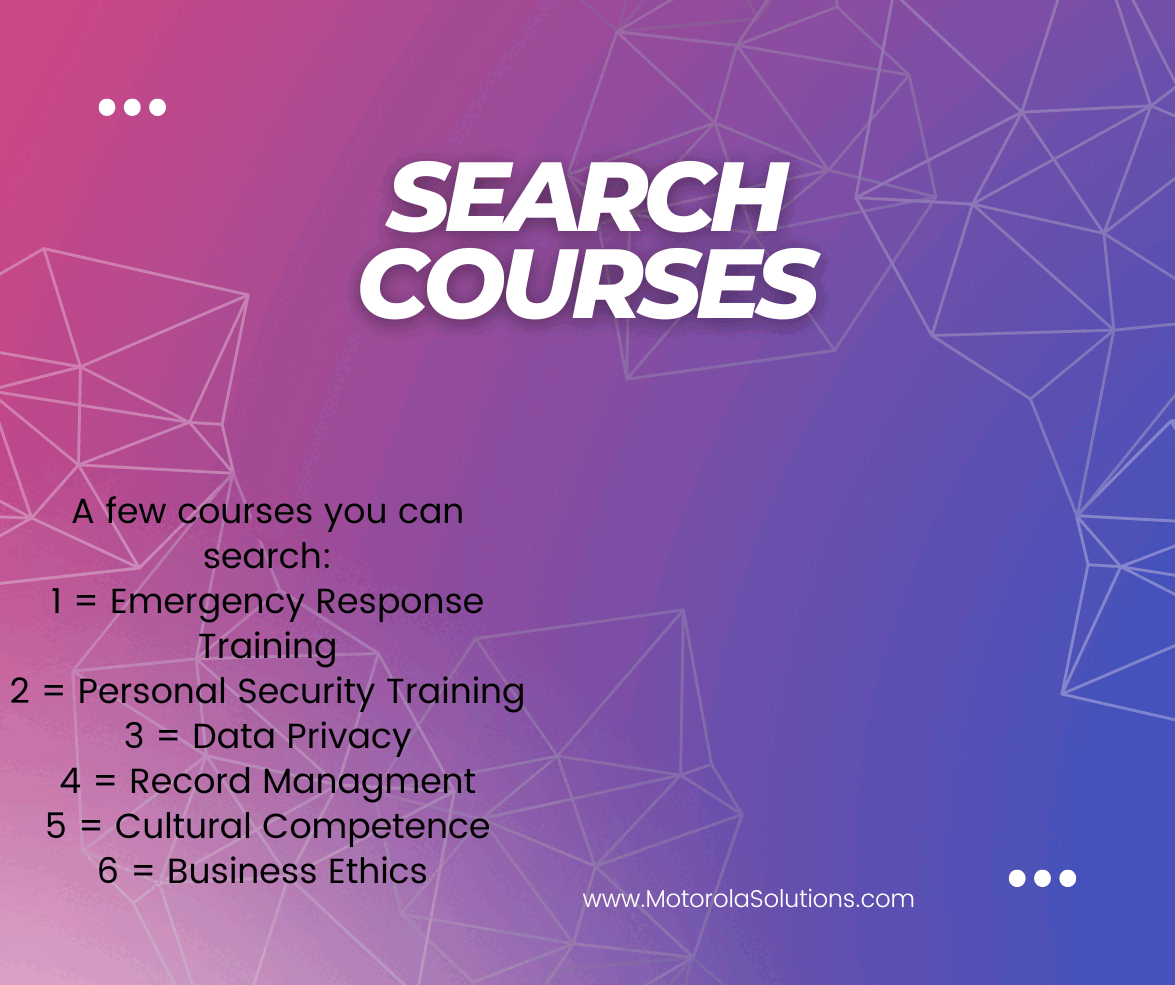 SEARCH
COURSES
A few courses you can
search:
1 = Emergency Response
Training
2 = Personal Security Training
3 = Data Privacy
4 = Record Managment
5 = Cultural Competence
6 = Business Ethics
www.MotorolaSolutions.com